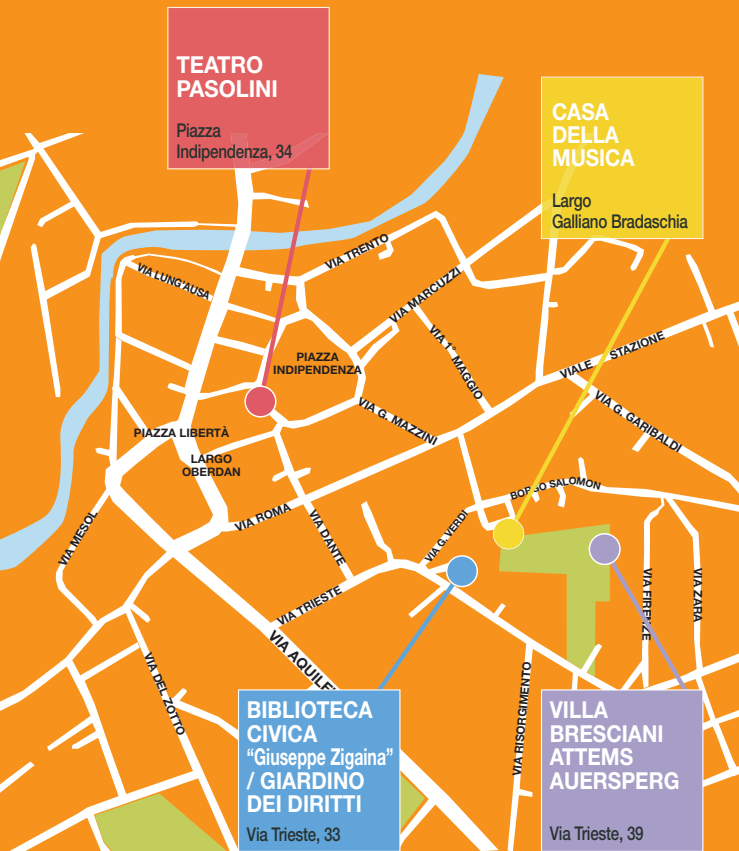 TEATRO
PASOLINI
Piazza
Indipendenza, 34
CASA
DELLA
MUSICA
Largo
Galliano Bradaschia
VIA TRENTO
VIA LUNG'AUSA
VIA MARCUZZI
VIA 1° MAGGIO
VIALE STAZIONE
PIAZZA
INDIPENDENZA
VIA G. MAZZINI
VIA G. GARIBALDI
PIAZZA LIBERTÀ
LARGO
OBERDAN
BORGO SALOMON
VIA ROMA
VIA DANTE
VIA G. VERDI
VIA MESOL
VIA TRIESTE
VIA FIRENZE
VIA ZARA
VIA AQUILE
VIA DEL ZOTTO
VIA RISORGIMENTO
BIBLIOTECA
CIVICA
“Giuseppe Zigaina”
/ GIARDINO
DEI DIRITTI
Via Trieste, 33
VILLA
BRESCIANI
ATTEMS
AUERSPERG
Via Trieste, 39